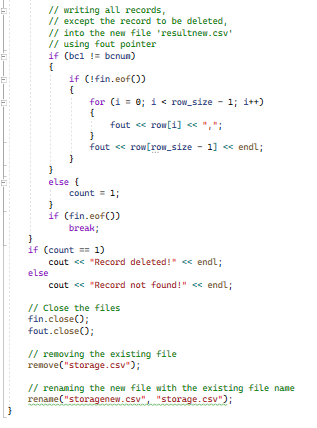 // writing all records,
// except the record to be deleted,
// into the new file 'resultnew.csv'
// using fout pointer
if (bc1 != bcnum)
{
if (!fin.eof())
{
for (i = 0; i < row_size - 1; i++)
{
fout << row[i] << ",";
}
fout << row[row_size - 1] << endl;
}
}
else {
count = 1;
}
if (fin.eof())
break;
}
if (count == 1)
cout << "Record deleted!" << endl;
else
cout << "Record not found!" << endl;
// Close the files
fin.close();
fout.close();
// removing the existing file
remove("storage.csv");
// renaming the new file with the existing file name
rename("storagenew.csv", "storage.csv");
}